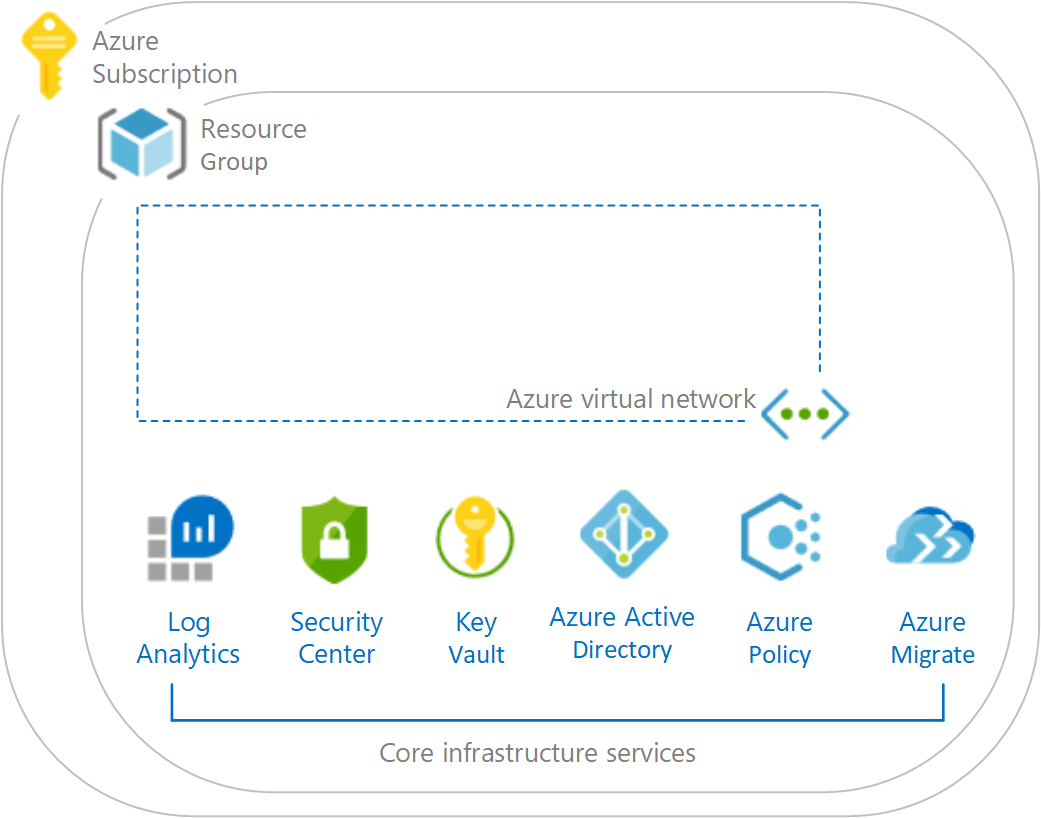 Azure
Subscription
Resource
Group
Azure virtual network
Log
Analytics
Security
Center
Key
Vault
Azure Active
Directory
Azure
Policy
Azure
Migrate
Core infrastructure services